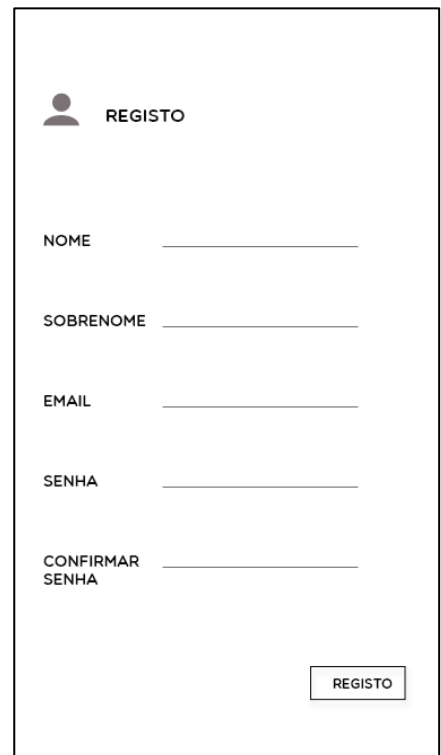 REGISTO
NOME
SOBRENOME
EMAIL
SENHA
CONFIRMAR
SENHA
REGISTO